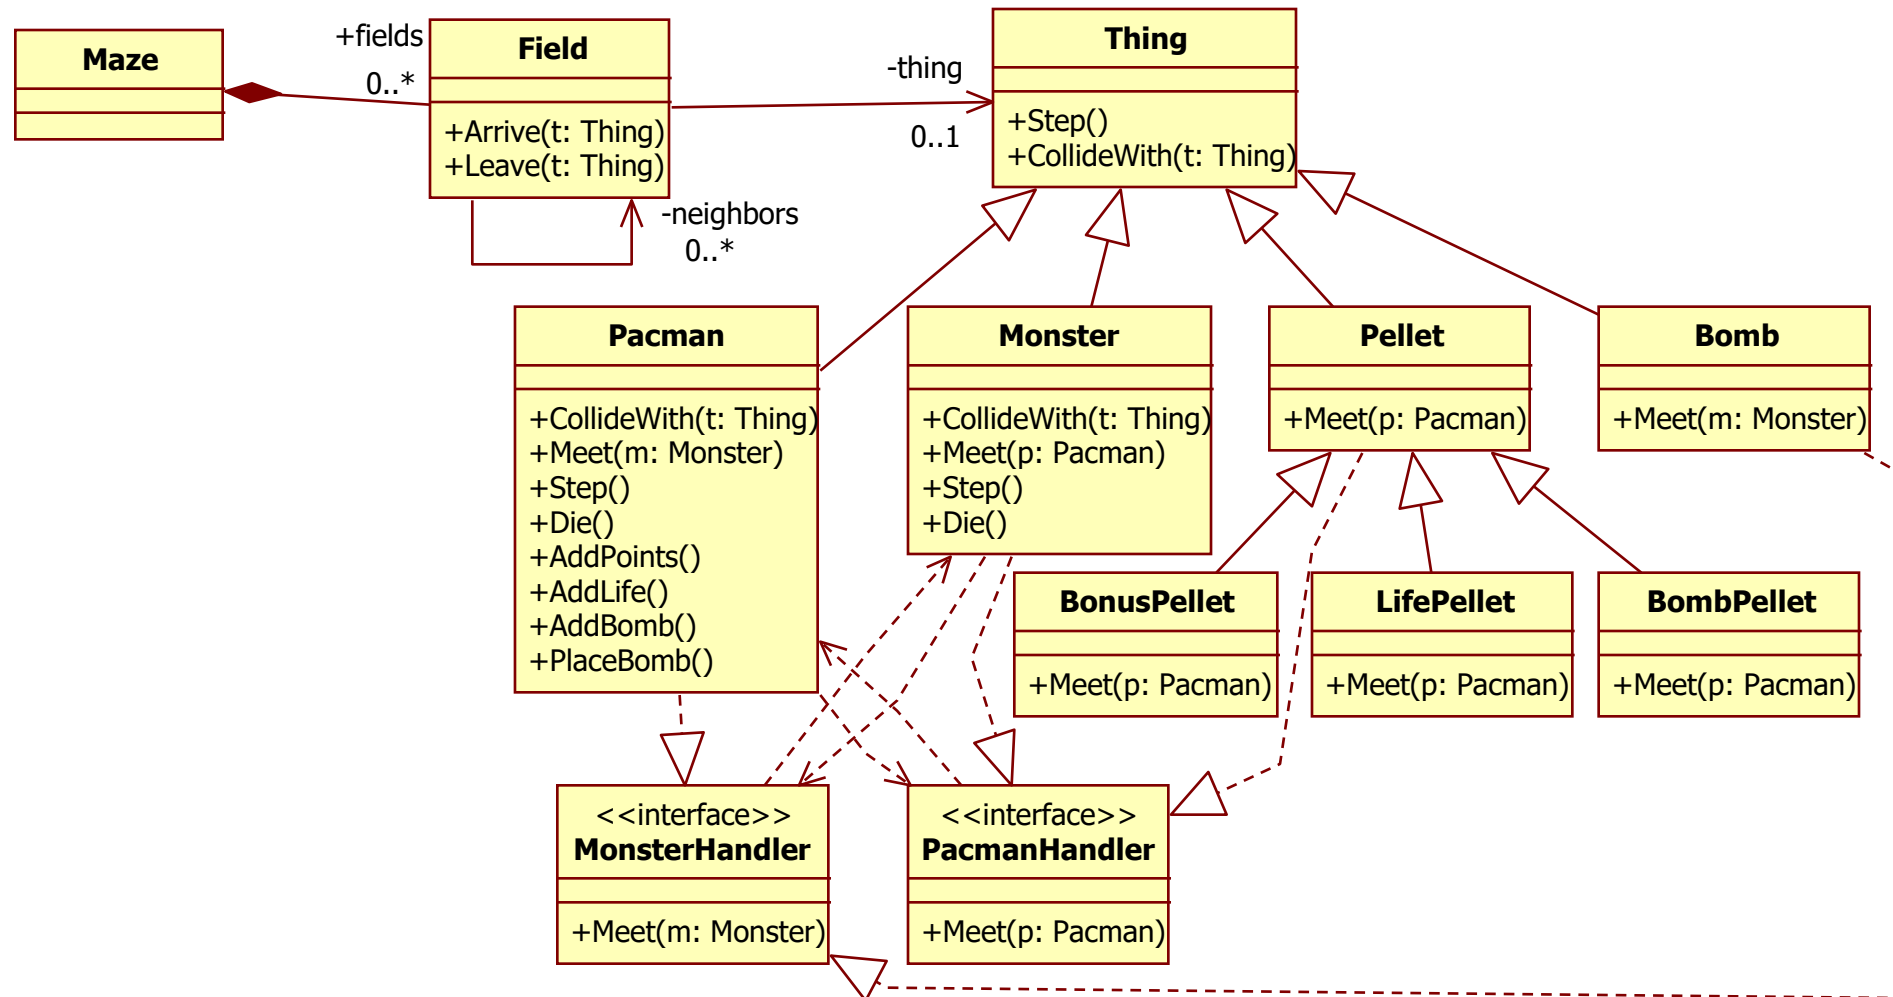 Maze
+fields
0..*
Field
+Arrive(t: Thing)
+Leave(t: Thing)
-neighbors
0..*
-thing
0..1
Thing
+Step()
+CollideWith(t: Thing)
Pacman
+CollideWith(t: Thing)
+Meet(m: Monster)
+Step()
+Die()
+AddPoints()
+AddLife()
+AddBomb()
+PlaceBomb()
Monster
+CollideWith(t: Thing)
+Meet(p: Pacman)
+Step()
+Die()
Pellet
+Meet(p: Pacman)
Bomb
+Meet(m: Monster)
BonusPellet
+Meet(p: Pacman)
LifePellet
+Meet(p: Pacman)
BombPellet
+Meet(p: Pacman)
<<interface>>
MonsterHandler
+Meet(m: Monster)
<<interface>>
PacmanHandler
+Meet(p: Pacman)